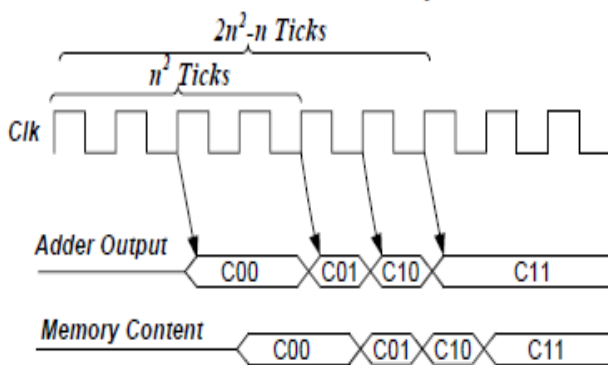 2n²-n Ticks
n² Ticks
Clk
Adder Output
C00 C01 C10 C11
Memory Content
C00 C01 C10 C11